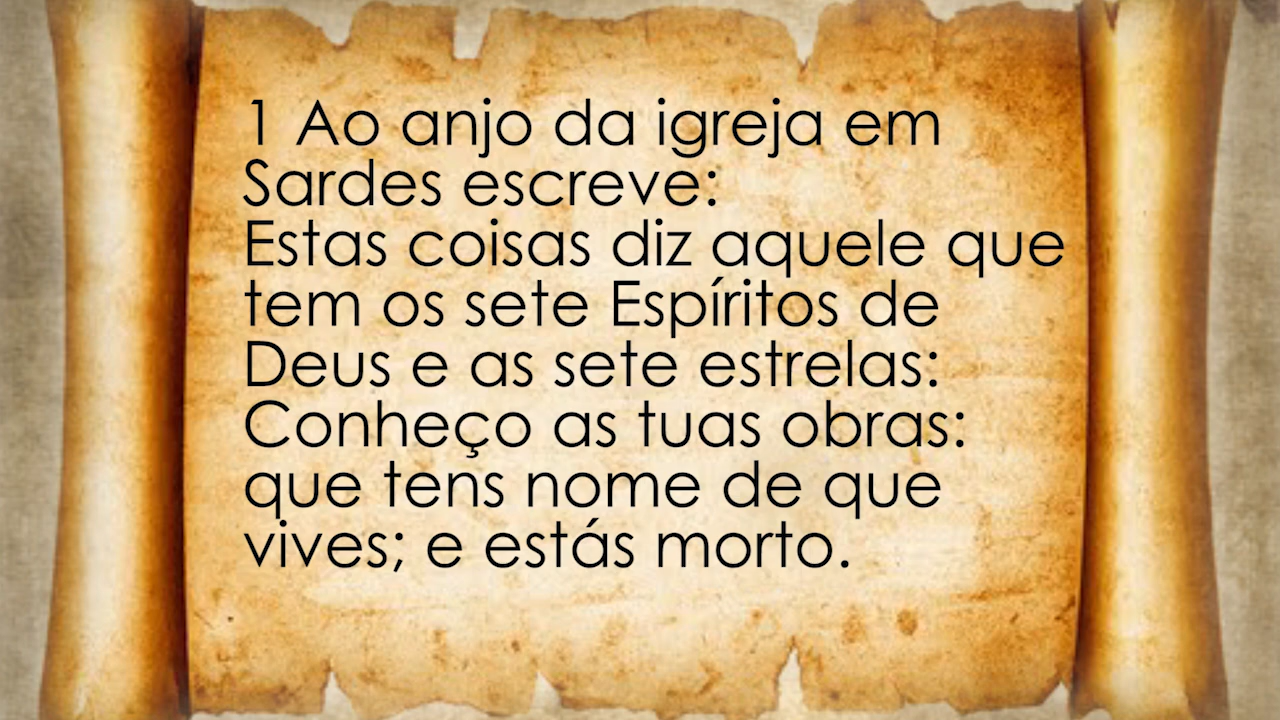 1 Ao anjo da igreja em
Sardes escreve:
Estas coisas diz aquele que
tem os sete Espíritos de
Deus e as sete estrelas:
Conheço as tuas obras:
que tens nome de que
vives; e estás morto.